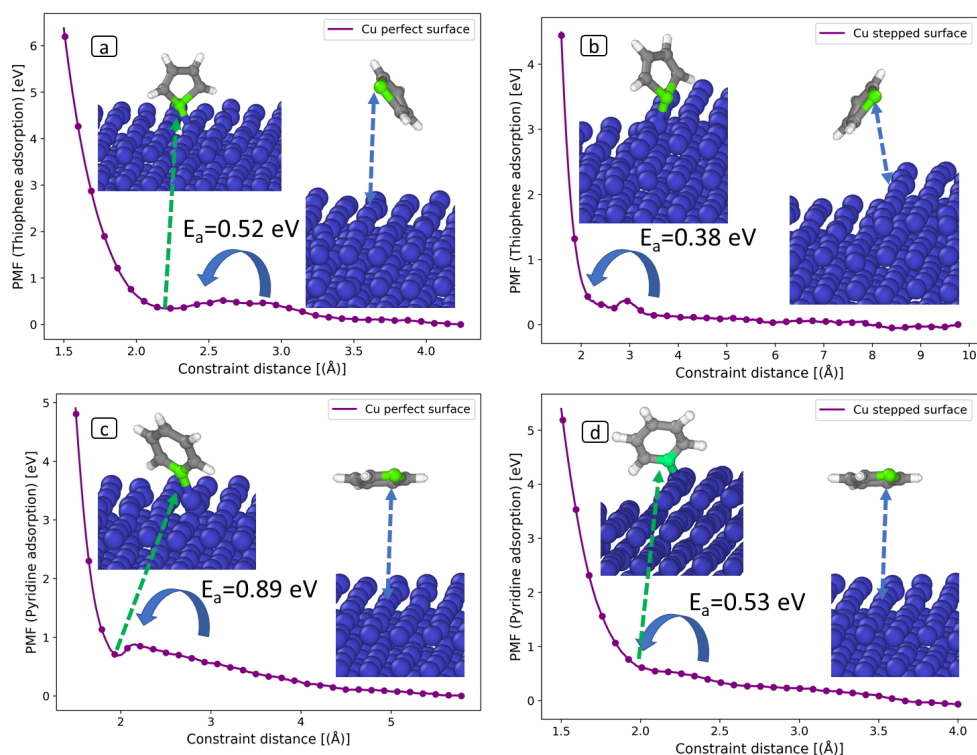 a
Cu perfect surface
PMF (Thiophene adsorption) [eV]
6
5
4
3
2
1
0
E_a=0.52 eV
1.5 2.0 2.5 3.0 3.5 4.0
Constraint distance [(Å)]
b
Cu stepped surface
PMF (Thiophene adsorption) [eV]
4
3
2
1
0
E_a=0.38 eV
2 3 4 5 6 7 8 9 10
Constraint distance [(Å)]
c
Cu perfect surface
PMF (Pyridine adsorption) [eV]
5
4
3
2
1
0
E_a=0.89 eV
2 3 4 5
Constraint distance [(Å)]
d
Cu stepped surface
PMF (Pyridine adsorption) [eV]
5
4
3
2
1
0
E_a=0.53 eV
1.5 2.0 2.5 3.0 3.5 4.0
Constraint distance [(Å)]